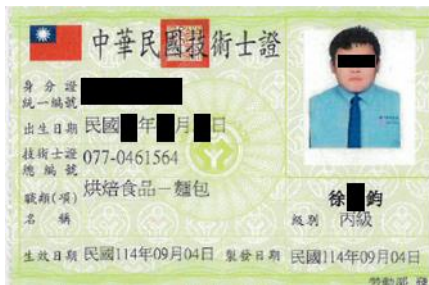 中華民國技術士證
身分證
統一編號
出生日期 民國 年 月 日
技術士證
總編號 077-0461564
職類(項)
名稱 烘焙食品－麵包
徐 鈞
級別 丙級
生效日期 民國114年09月04日 製發日期 民國114年09月04日
勞動部 發